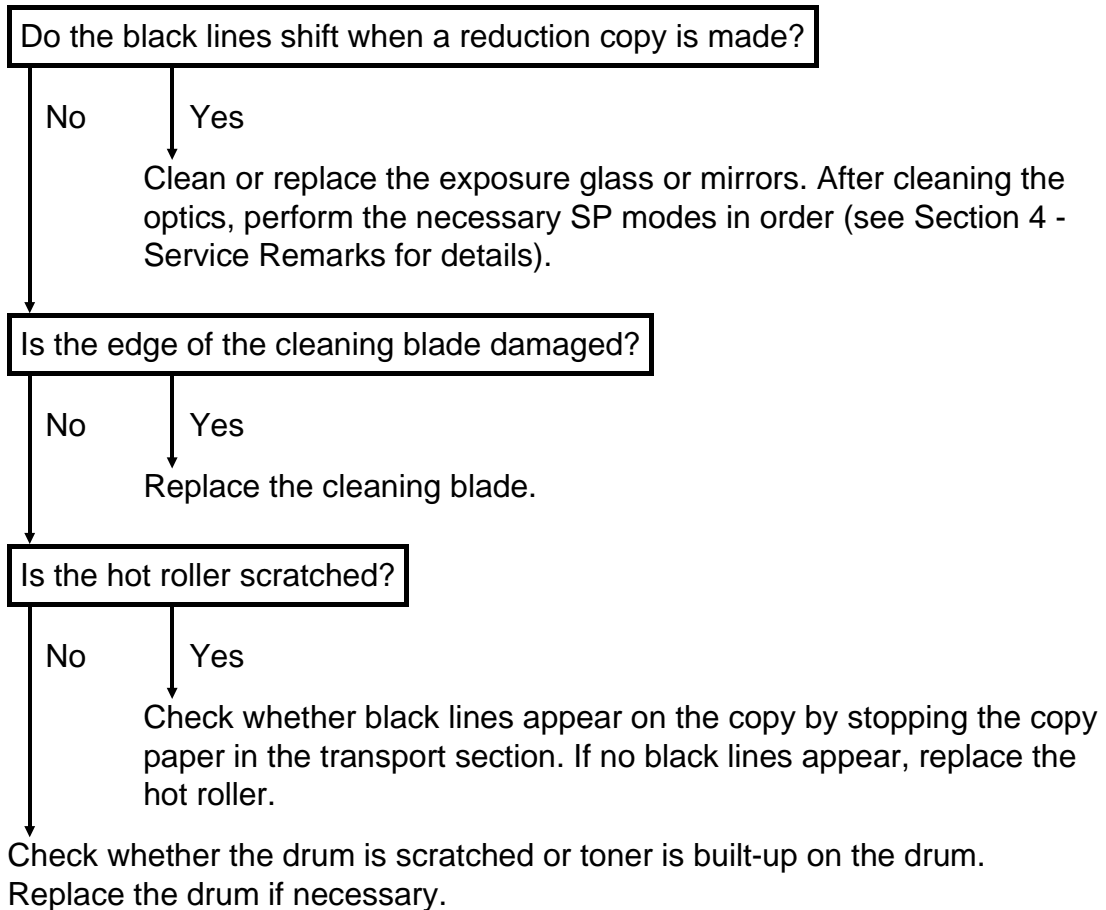 Do the black lines shift when a reduction copy is made?
No
Yes
Clean or replace the exposure glass or mirrors. After cleaning the
optics, perform the necessary SP modes in order (see Section 4 -
Service Remarks for details).
Is the edge of the cleaning blade damaged?
No
Yes
Replace the cleaning blade.
Is the hot roller scratched?
No
Yes
Check whether black lines appear on the copy by stopping the copy
paper in the transport section. If no black lines appear, replace the
hot roller.
Check whether the drum is scratched or toner is built-up on the drum.
Replace the drum if necessary.